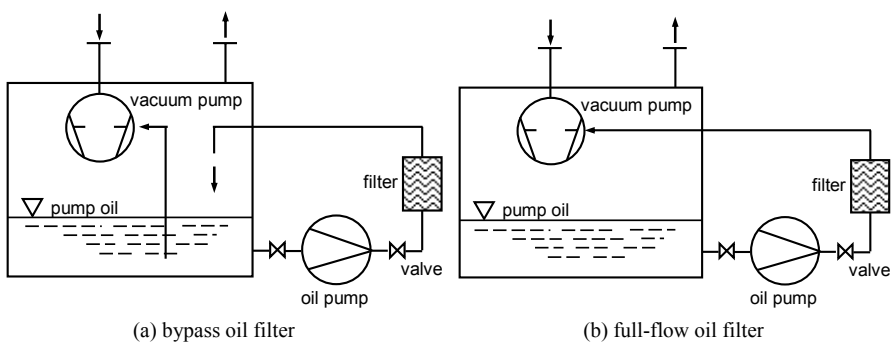 vacuum pump
filter
pump oil
valve
oil pump
(a) bypass oil filter
vacuum pump
filter
pump oil
valve
oil pump
(b) full-flow oil filter